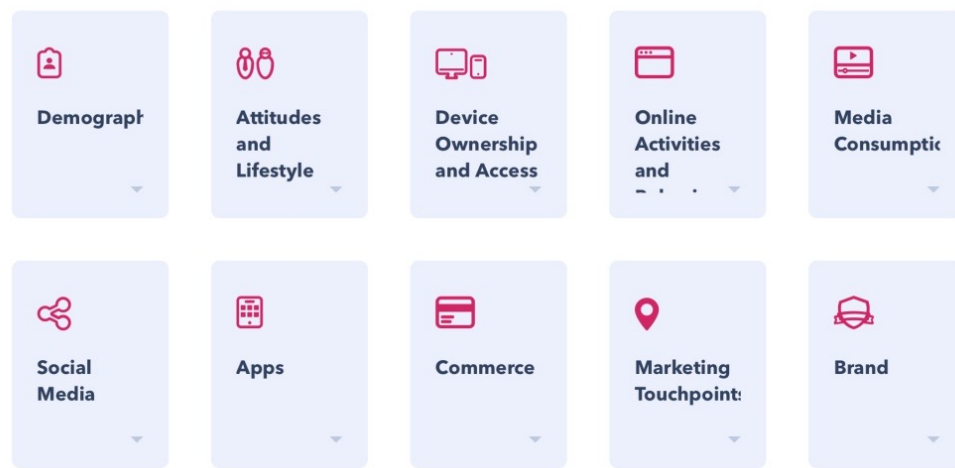 Demograph
Attitudes
and
Lifestyle
Device
Ownership
and Access
Online
Activities
and
Media
Consumptic
Social
Media
Apps
Commerce
Marketing
Touchpoints
Brand